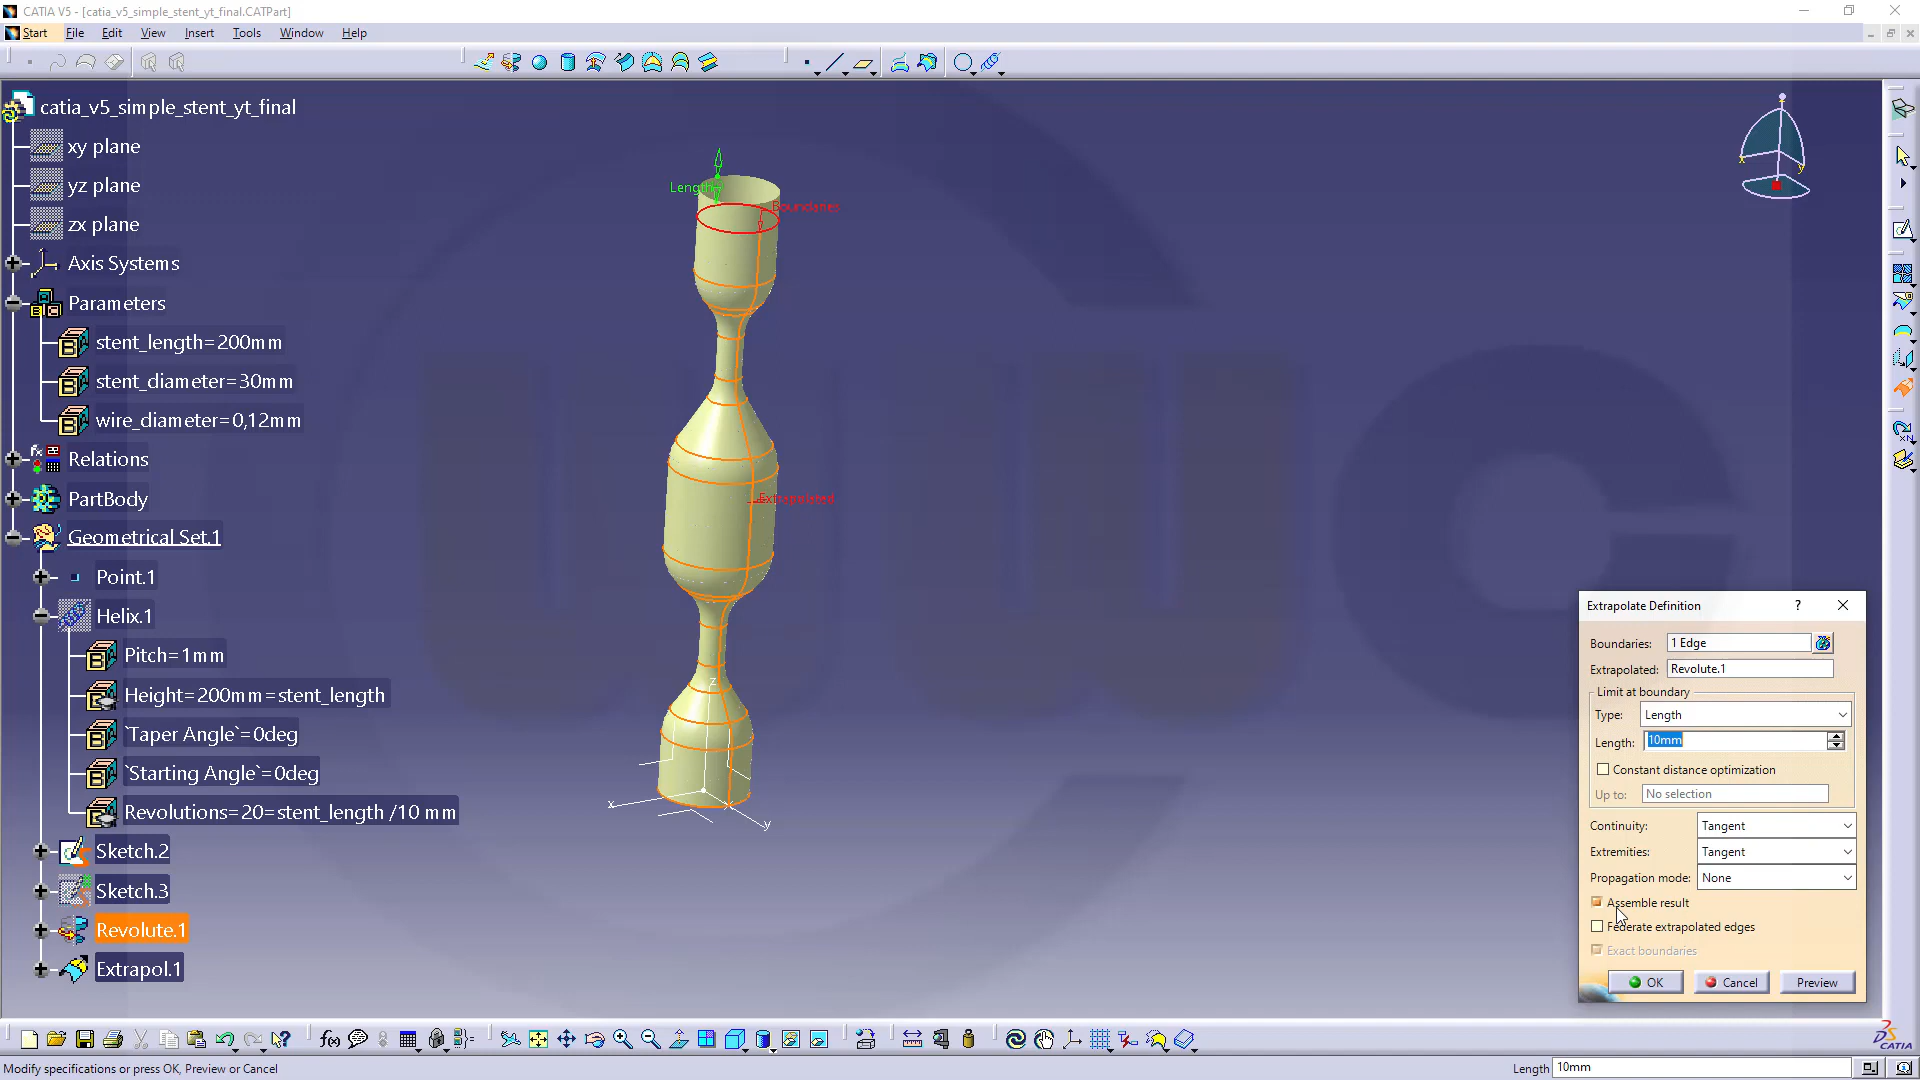 CATIA V5 - [catia_v5_simple_stent_yt_final.CATPart]
Start File Edit View Insert Tools Window Help
catia_v5_simple_stent_yt_final
xy plane
yz plane
zx plane
Axis Systems
Parameters
stent_length=200mm
stent_diameter=30mm
wire_diameter=0,12mm
Relations
PartBody
Geometrical Set.1
Point.1
Helix.1
Pitch=1mm
Height=200mm=stent_length
`Taper Angle`=0deg
`Starting Angle`=0deg
Revolutions=20=stent_length /10 mm
Sketch.2
Sketch.3
Revolute.1
Extrapol.1
Length
Boundaries
Extrapolated
z
x
y
x
y
Extrapolate Definition ?
Boundaries: 1 Edge
Extrapolated: Revolute.1
Limit at boundary
Type: Length
Length: 10mm
Constant distance optimization
Up to: No selection
Continuity: Tangent
Extremities: Tangent
Propagation mode: None
Assemble result
Federate extrapolated edges
Exact boundaries
OK Cancel Preview
CATIA
Modify specifications or press OK, Preview or Cancel
Length 10mm